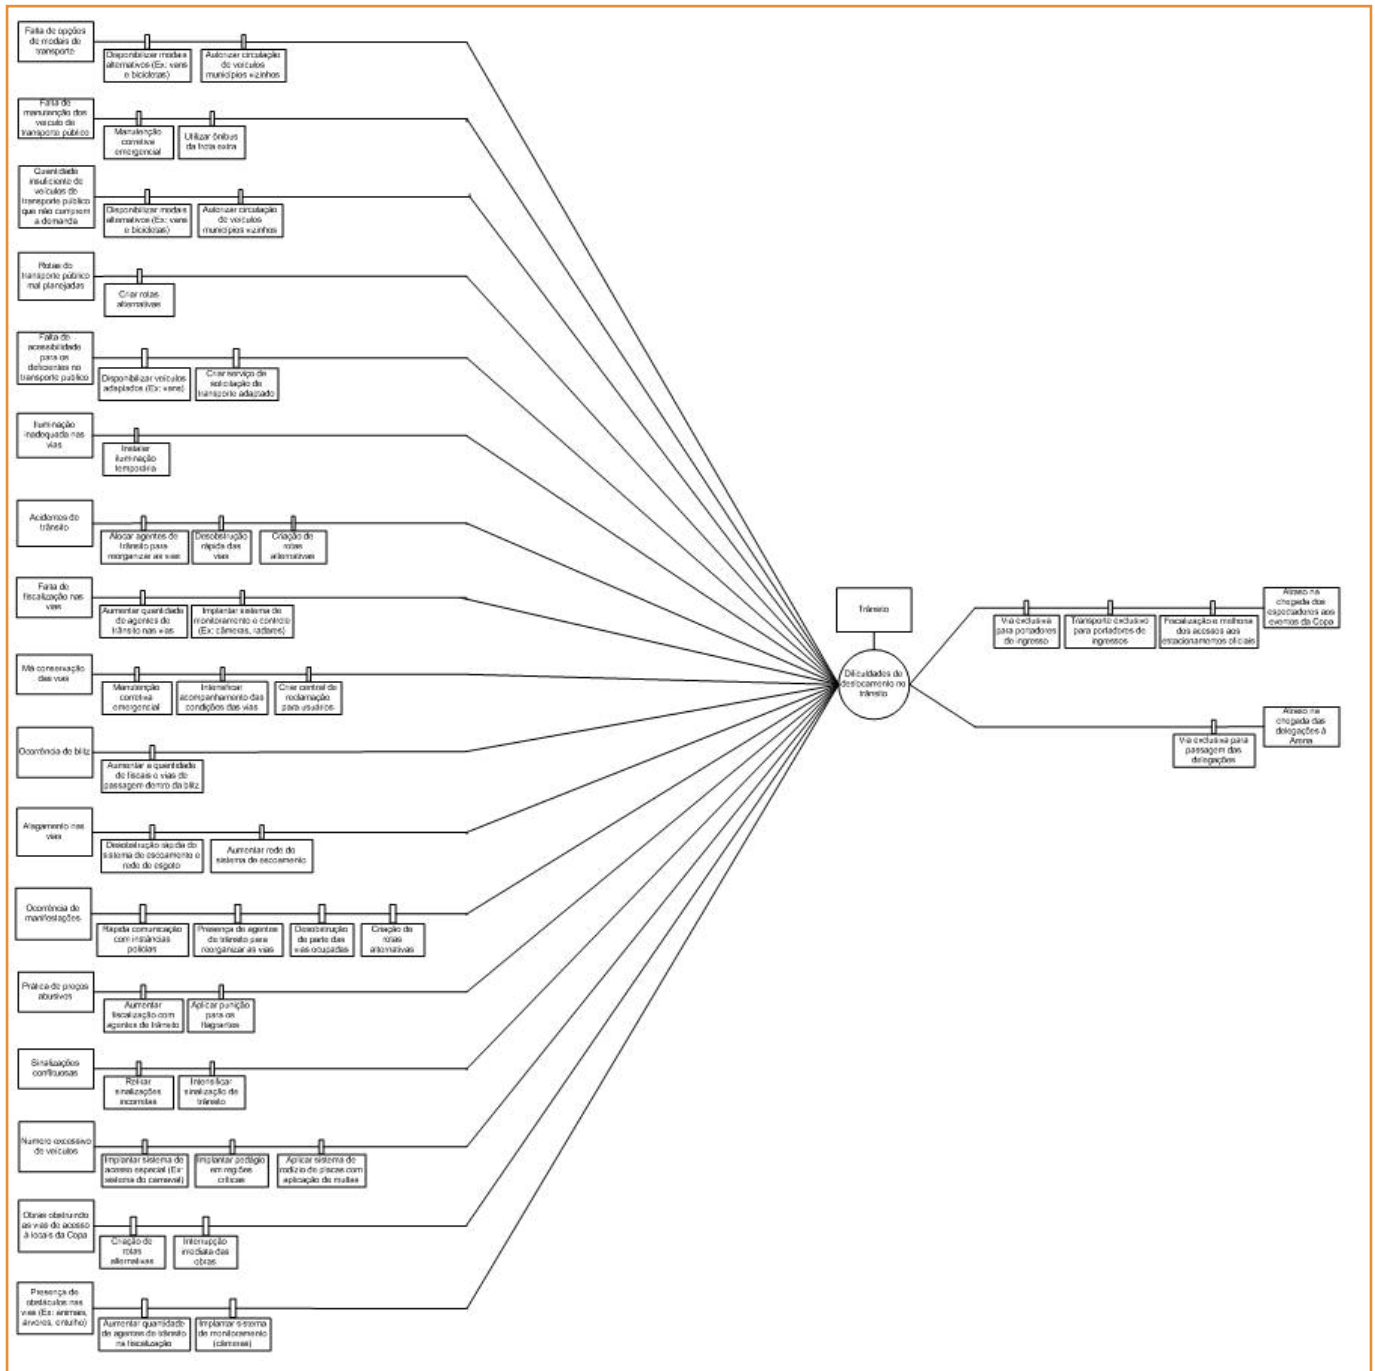 Falta de opções
de modais de
transporte
Disponibilizar modais
alternativos (Ex: vans
e bicicletas)
Autorizar circulação
de veículos
municípios vizinhos
Falta de
manutenção dos
veículo de
transporte público
Manutenção
corretiva
emergencial
Utilizar ônibus
da frota extra
Quantidade
insuficiente de
veículos de
transporte público
que não cumprem
a demanda
Disponibilizar modais
alternativos (Ex: vans
e bicicletas)
Autorizar circulação
de veículos
municípios vizinhos
Rotas do
transporte público
mal planejadas
Criar rotas
alternativas
Falta de
acessibilidade
para os
deficientes no
transporte público
Disponibilizar veículos
adaptados (Ex: vans)
Criar serviço de
solicitação de
transporte adaptado
Iluminação
inadequada nas
vias
Instalar
iluminação
temporária
Acidentes de
trânsito
Alocar agentes de
trânsito para
reorganizar as vias
Desobstrução
rápida das
vias
Criação de
rotas
alternativas
Falta de
fiscalização nas
vias
Aumentar quantidade
de agentes de
trânsito nas vias
Implantar sistema de
monitoramento e controle
(Ex: câmeras, radares)
Má conservação
das vias
Manutenção
corretiva
emergencial
Intensificar
acompanhamento das
condições das vias
Criar central de
reclamação
para usuários
Ocorrência de blitz
Aumentar a quantidade
de fiscais e vias de
passagem dentro da blitz
Alagamento nas
vias
Desobstrução rápida do
sistema de escoamento e
rede de esgoto
Aumentar rede do
sistema de escoamento
Ocorrência de
manifestações
Rápida comunicação
com instâncias
policiais
Presença de agentes
de trânsito para
reorganizar as vias
Desobstrução
de parte das
vias ocupadas
Criação de
rotas
alternativas
Prática de preços
abusivos
Aumentar
fiscalização com
agentes de trânsito
Aplicar punição
para os
flagrantes
Sinalizações
conflituosas
Retirar
sinalizações
incorretas
Intensificar
sinalização de
trânsito
Numero excessivo
de veículos
Implantar sistema de
acesso especial (Ex:
sistema do carnaval)
Implantar pedágio
em regiões
críticas
Aplicar sistema de
rodízio de placas com
aplicação de multas
Obras obstruindo
as vias de acesso
à locais da Copa
Criação de
rotas
alternativas
Interrupção
imediata das
obras
Presença de
obstáculos nas
vias (Ex: animais,
árvores, entulho)
Aumentar quantidade
de agentes de trânsito
na fiscalização
Implantar sistema
de monitocamento
(câmeras)
Trânsito
Dificuldades de
deslocamento no
trânsito
Via exclusiva
para portadores
de ingresso
Transporte exclusivo
para portadores de
ingressos
Fiscalização e melhoria
dos acessos aos
estacionamentos oficiais
Atraso na
chegada dos
espectadores aos
eventos da Copa
Via exclusiva para
passagem das
delegações
Atraso na
chegada das
delegações à
Arena